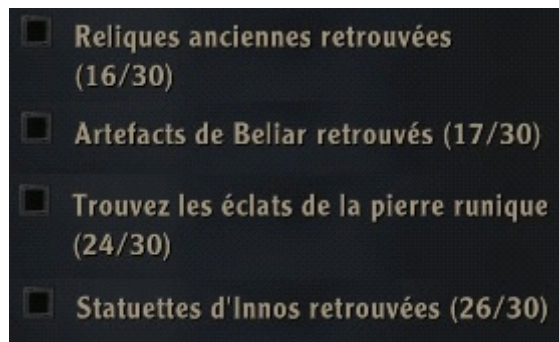 Reliques anciennes retrouvées
(16/30)
Artefacts de Beliar retrouvés (17/30)
Trouvez les éclats de la pierre runique
(24/30)
Statuettes d'Innos retrouvées (26/30)